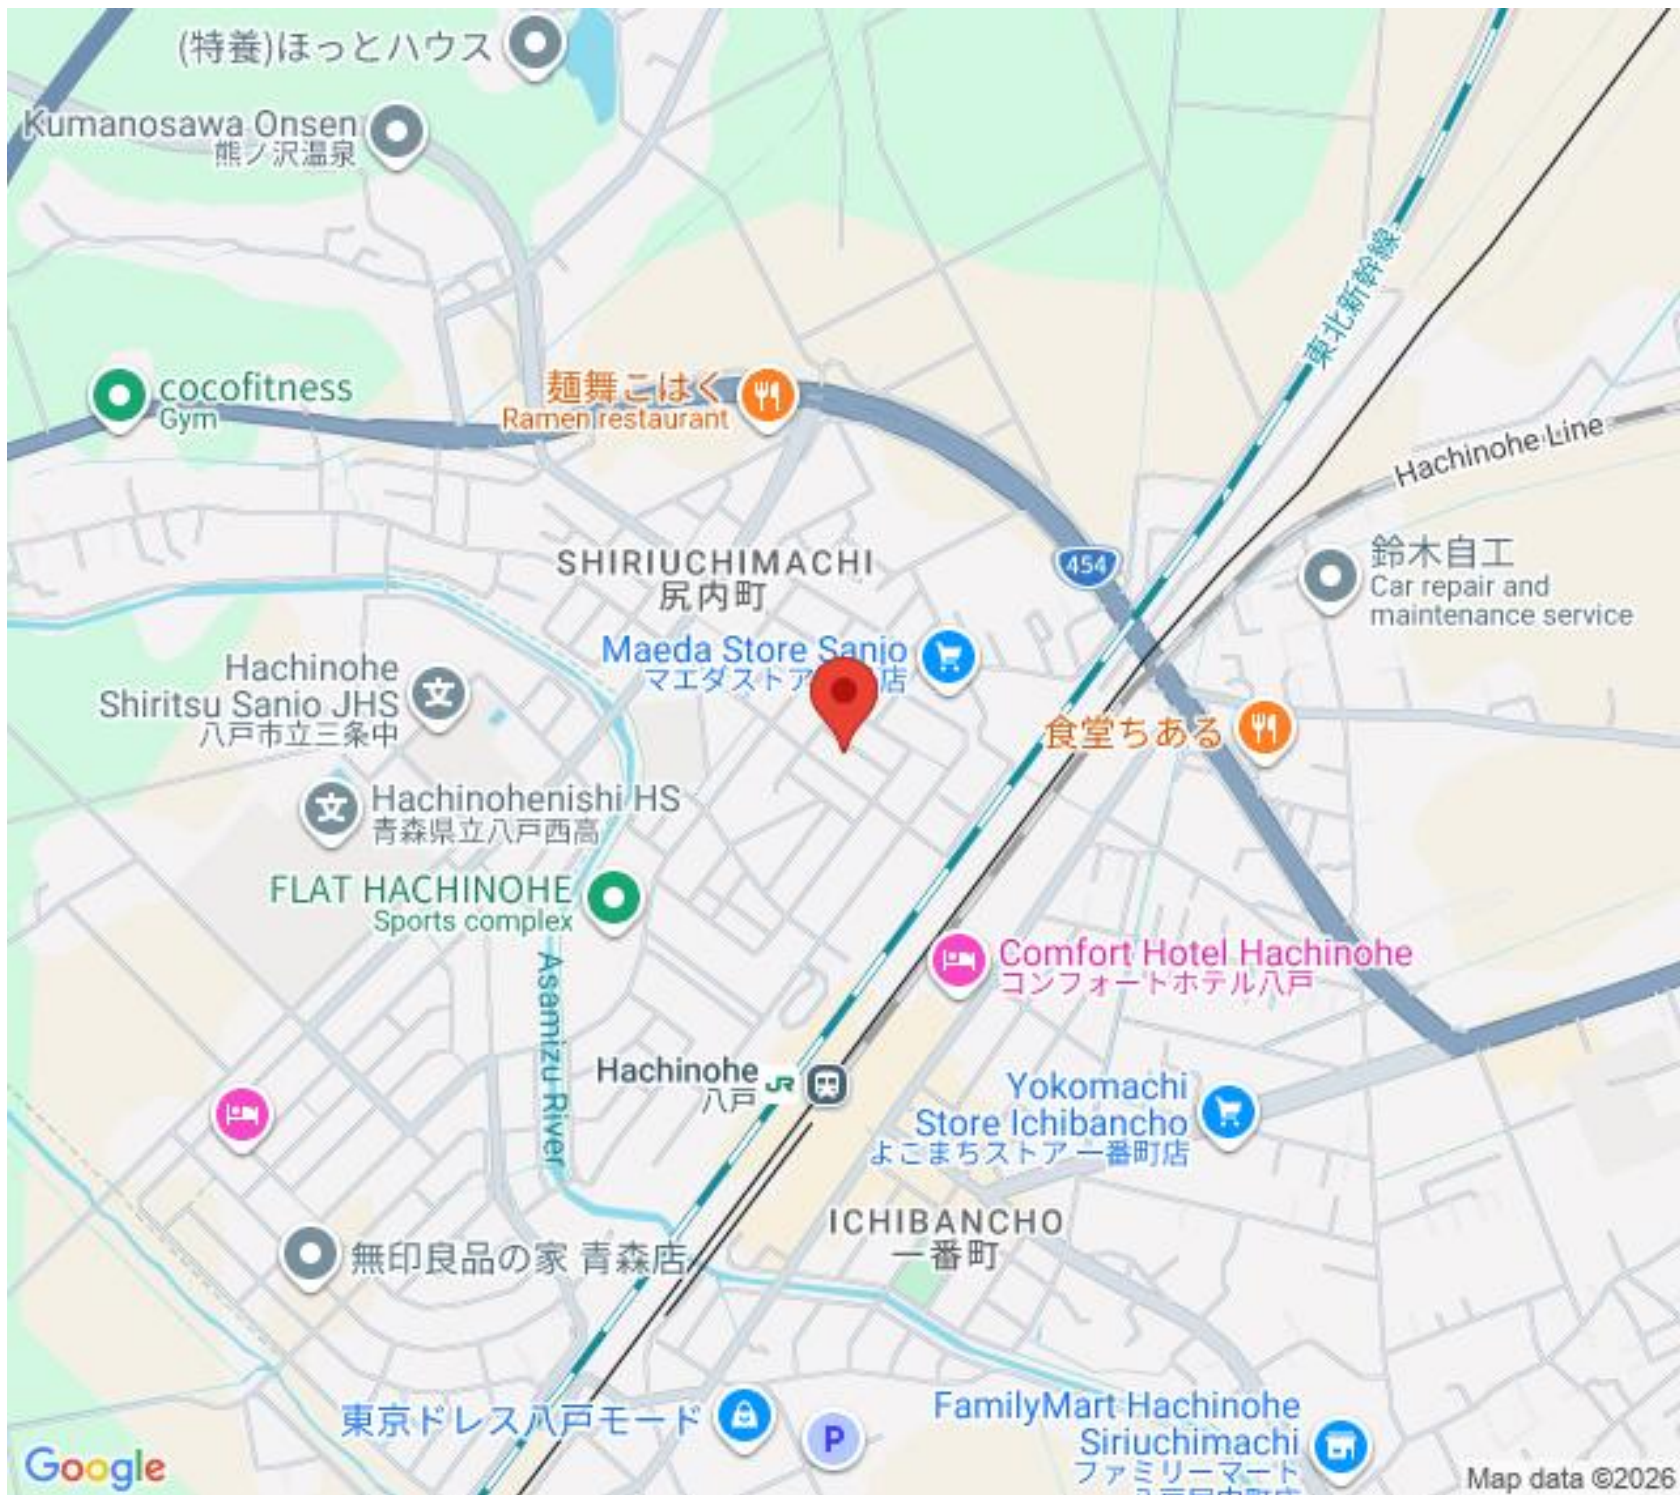 (特養)ほっとハウス
Kumanosawa Onsen
熊ノ沢温泉
東北新幹線
cocofitness
Gym
麺舞こはく
Ramen restaurant
Hachinohe Line
SHIRIUCHIMACHI
尻内町
454
鈴木自工
Car repair and
maintenance service
Maeda Store Sanjo
マエダストア
店
Hachinohe
Shiritsu Sanjo JHS
八戸市立三条中
食堂ちある
Hachinohenishi HS
青森県立八戸西高
FLAT HACHINOHE
Sports complex
Asamizu River
Comfort Hotel Hachinohe
コンフォートホテル八戸
Hachinohe
八戸
JR
Yokomachi
Store Ichibancho
よこまちストア 一番町店
ICHIBANCHO
一番町
無印良品の家 青森店
東京ドレス八戸モード
P
FamilyMart Hachinohe
Siriuchimachi
ファミリーマート
Google
Map data ©2026